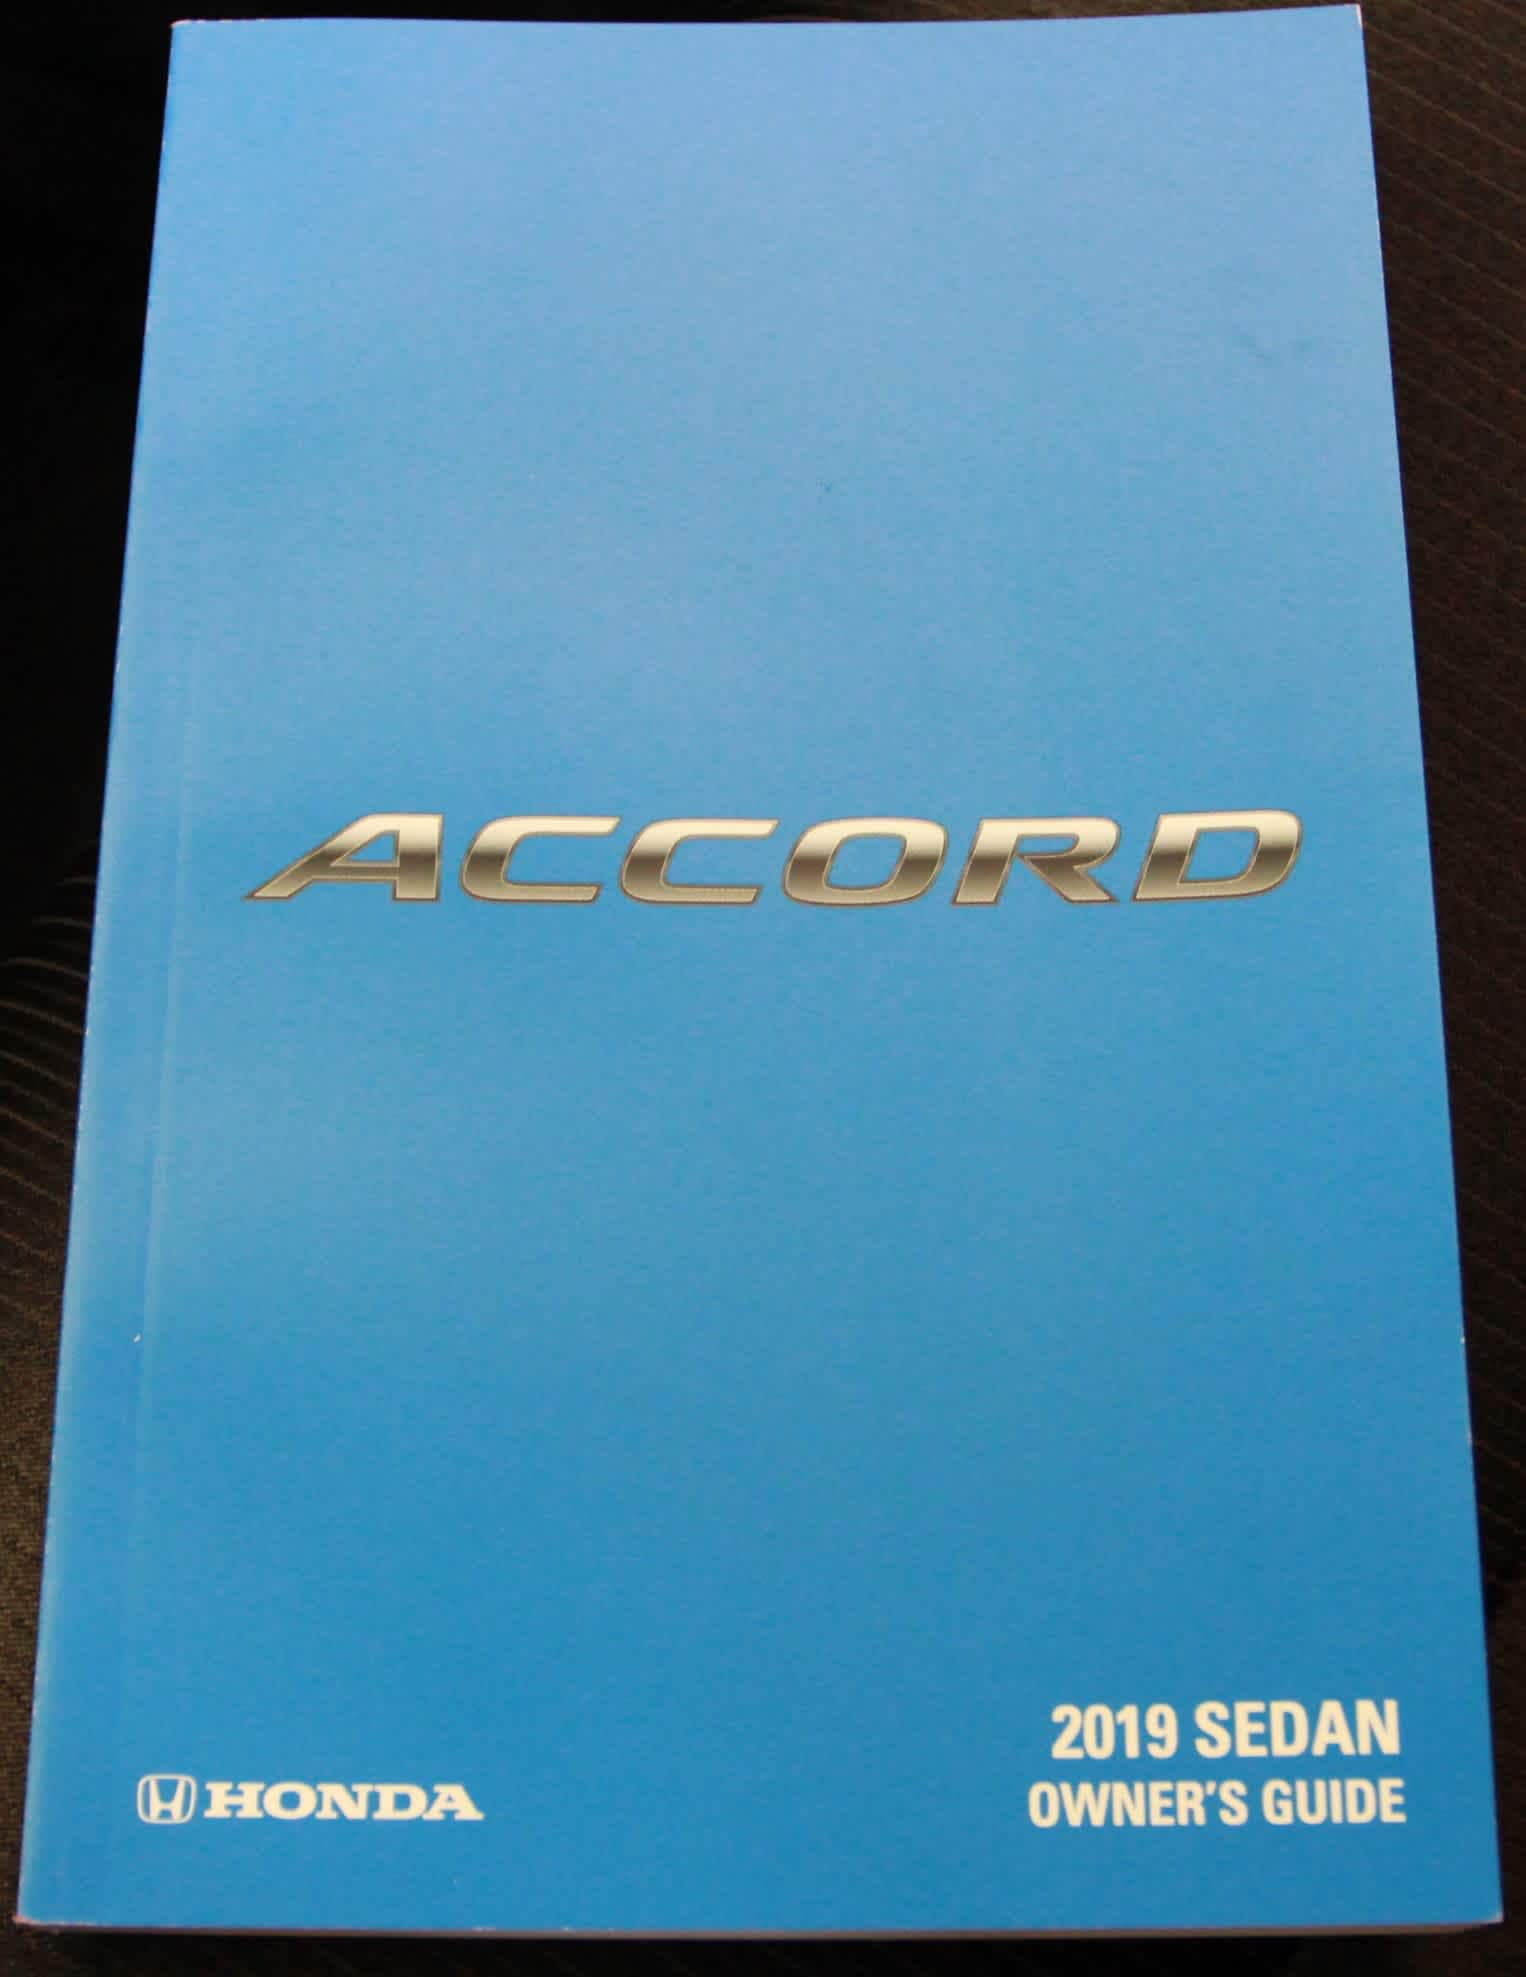 ACCORD
2019 SEDAN
OWNER'S GUIDE
HONDA